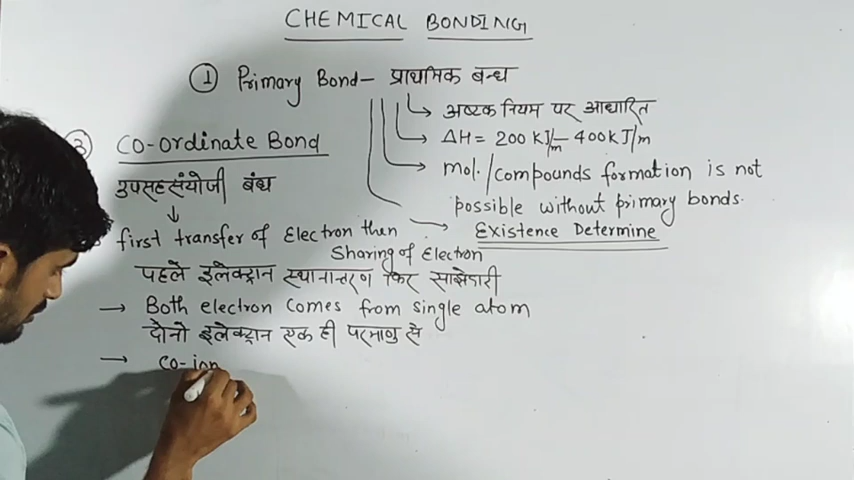 CHEMICAL BONDING
① Primary Bond- प्राथमिक बन्ध
अष्टक नियम पर आधारित
ΔH = 200 KJ/m - 400KJ/m
mol./compounds formation is not
possible without primary bonds.
Existence Determine
③ CO-ordinate Bond
उपसहसंयोजी बंध
first transfer of Electron then
Sharing of Electron
पहले इलेक्ट्रान स्थानान्तरण फिर साझेदारी
→ Both electron comes from single atom
दोनो इलेक्ट्रान एक ही परमाणु से
→ co-ion